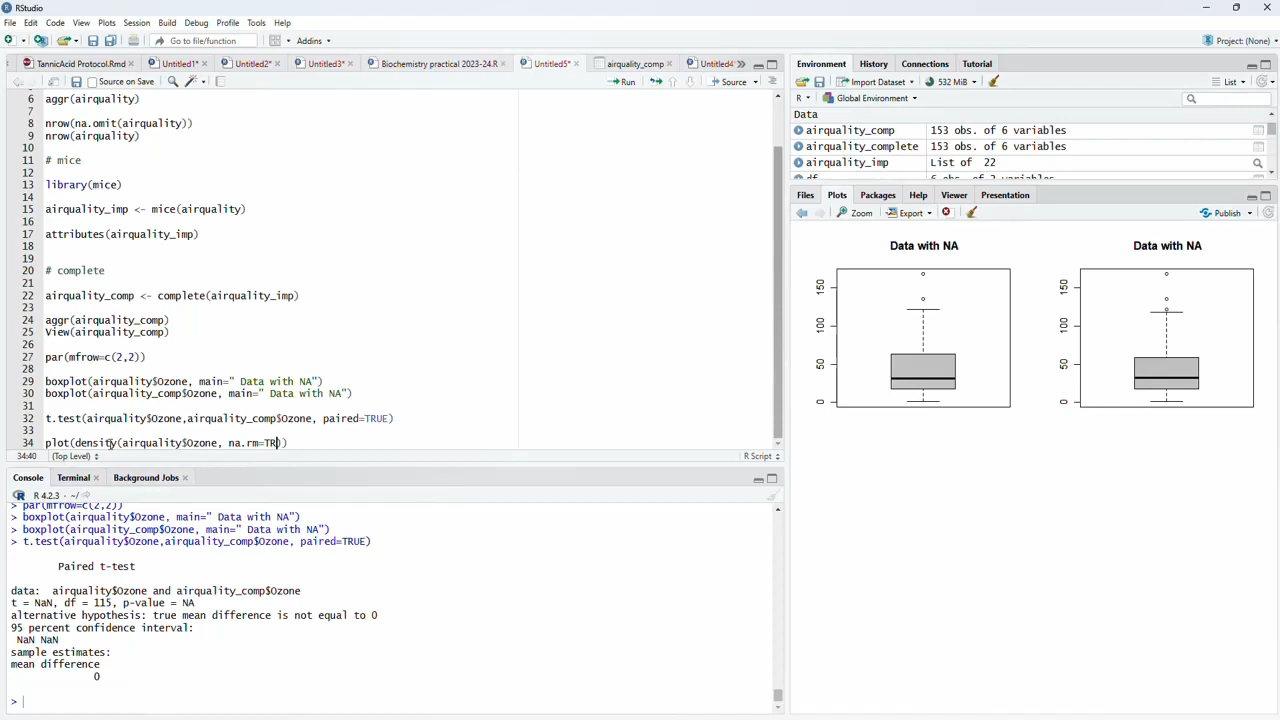 RStudio
File Edit Code View Plots Session Build Debug Profile Tools Help
Go to file/function Addins Project: (None)
TannicAcid Protocol.Rmd Untitled1* Untitled2* Untitled3* Biochemistry practical 2023-24.R Untitled5* airquality_comp Untitled4
Source on Save Run Source
6 aggr(airquality)
7
8 nrow(na.omit(airquality))
9 nrow(airquality)
10
11 # mice
12
13 library(mice)
14
15 airquality_imp <- mice(airquality)
16
17 attributes(airquality_imp)
18
19
20 # complete
21
22 airquality_comp <- complete(airquality_imp)
23
24 aggr(airquality_comp)
25 View(airquality_comp)
26
27 par(mfrow=c(2,2))
28
29 boxplot(airquality$Ozone, main=" Data with NA")
30 boxplot(airquality_comp$Ozone, main=" Data with NA")
31
32 t.test(airquality$Ozone,airquality_comp$Ozone, paired=TRUE)
33
34 plot(density(airquality$Ozone, na.rm=TR))
34:40 (Top Level) R Script
Console Terminal Background Jobs
R 4.2.3 · ~/
> par(mfrow=c(2,2))
> boxplot(airquality$Ozone, main=" Data with NA")
> boxplot(airquality_comp$Ozone, main=" Data with NA")
> t.test(airquality$Ozone,airquality_comp$Ozone, paired=TRUE)
Paired t-test
data: airquality$Ozone and airquality_comp$Ozone
t = NaN, df = 115, p-value = NA
alternative hypothesis: true mean difference is not equal to 0
95 percent confidence interval:
NaN NaN
sample estimates:
mean difference
0
>
Environment History Connections Tutorial
Import Dataset 532 MiB List
R Global Environment
Data
airquality_comp 153 obs. of 6 variables
airquality_complete 153 obs. of 6 variables
airquality_imp List of 22
df 6 obs. of 2 variables
Files Plots Packages Help Viewer Presentation
Zoom Export Publish
Data with NA Data with NA
150 150
100 100
50 50
0 0